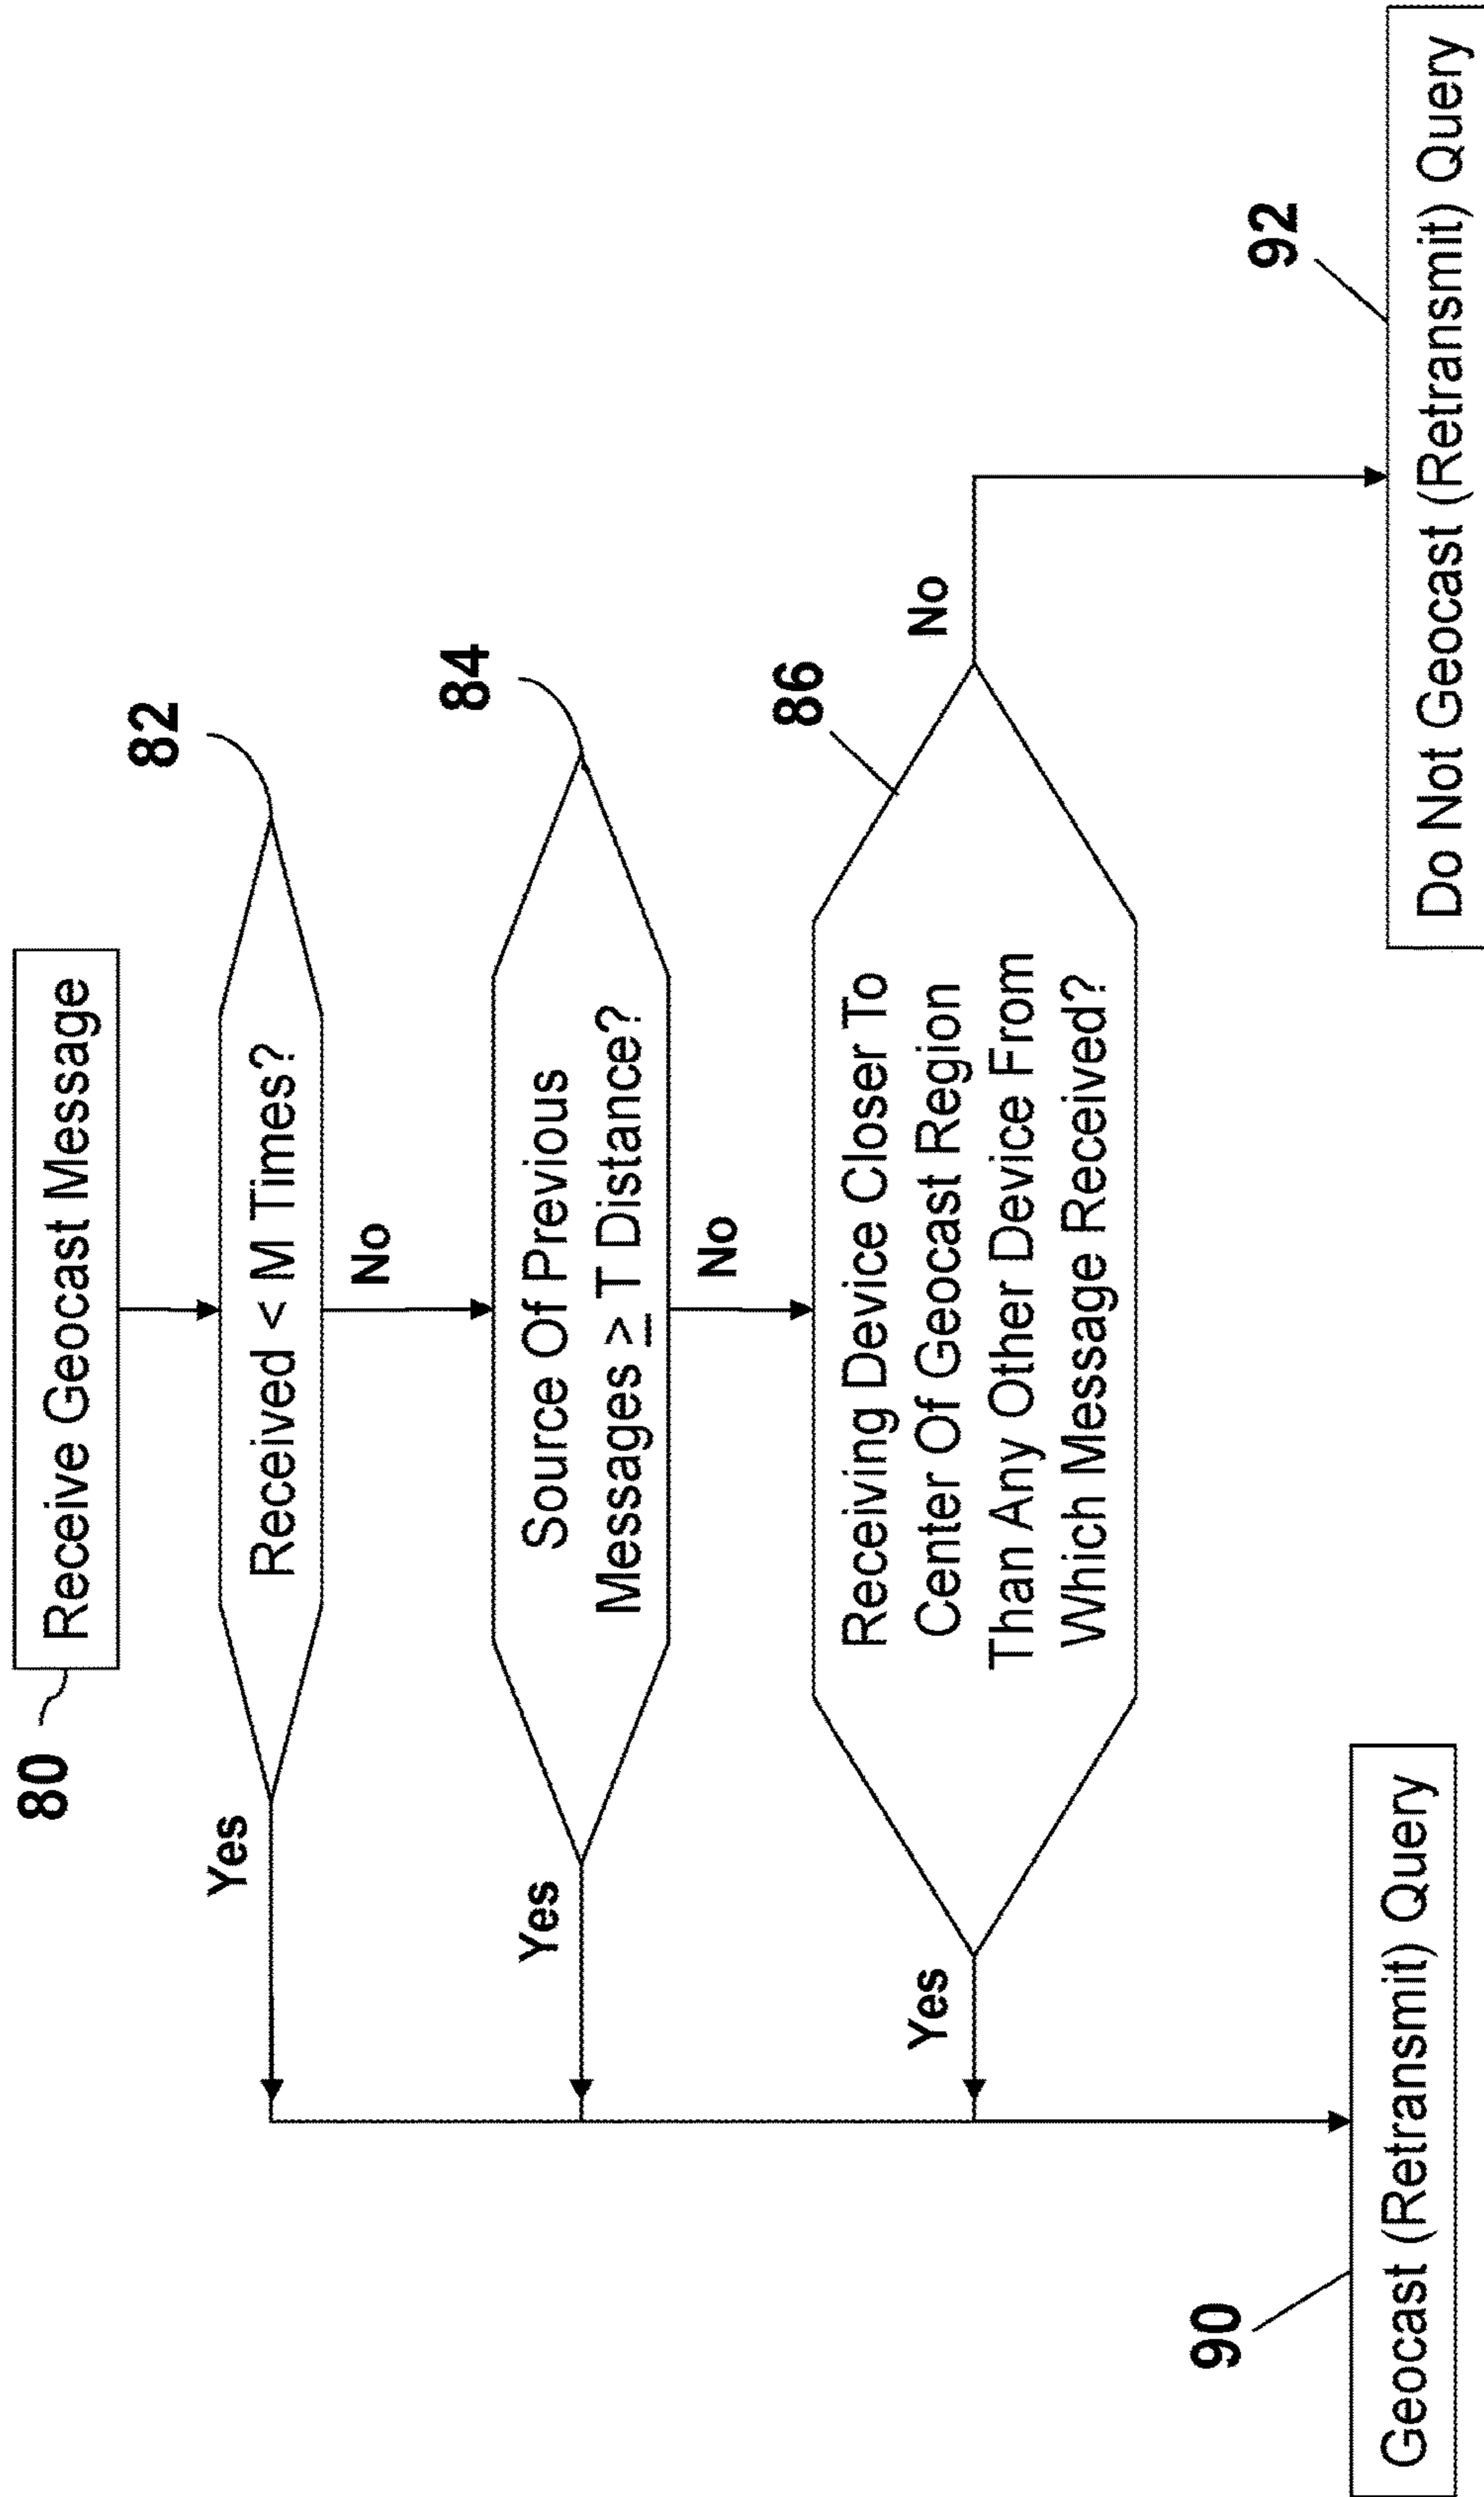 80
Receive Geocast Message
82
Received < M Times?
Yes
No
84
Source Of Previous
Messages ≥ T Distance?
Yes
No
86
Receiving Device Closer To
Center Of Geocast Region
Than Any Other Device From
Which Message Received?
Yes
No
90
Geocast (Retransmit) Query
92
Do Not Geocast (Retransmit) Query